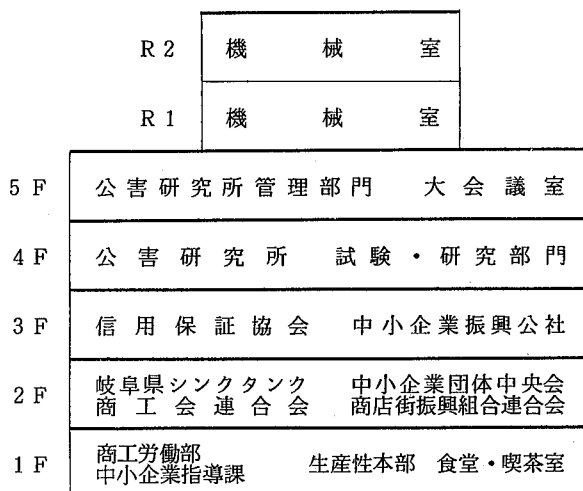 R2 機械室
R1 機械室
5F 公害研究所管理部門 大会議室
4F 公害研究所 試験・研究部門
3F 信用保証協会 中小企業振興公社
2F 岐阜県シンクタンク 中小企業団体中央会
商工会連合会 商店街振興組合連合会
1F 商工労働部
中小企業指導課 生産性本部 食堂・喫茶室